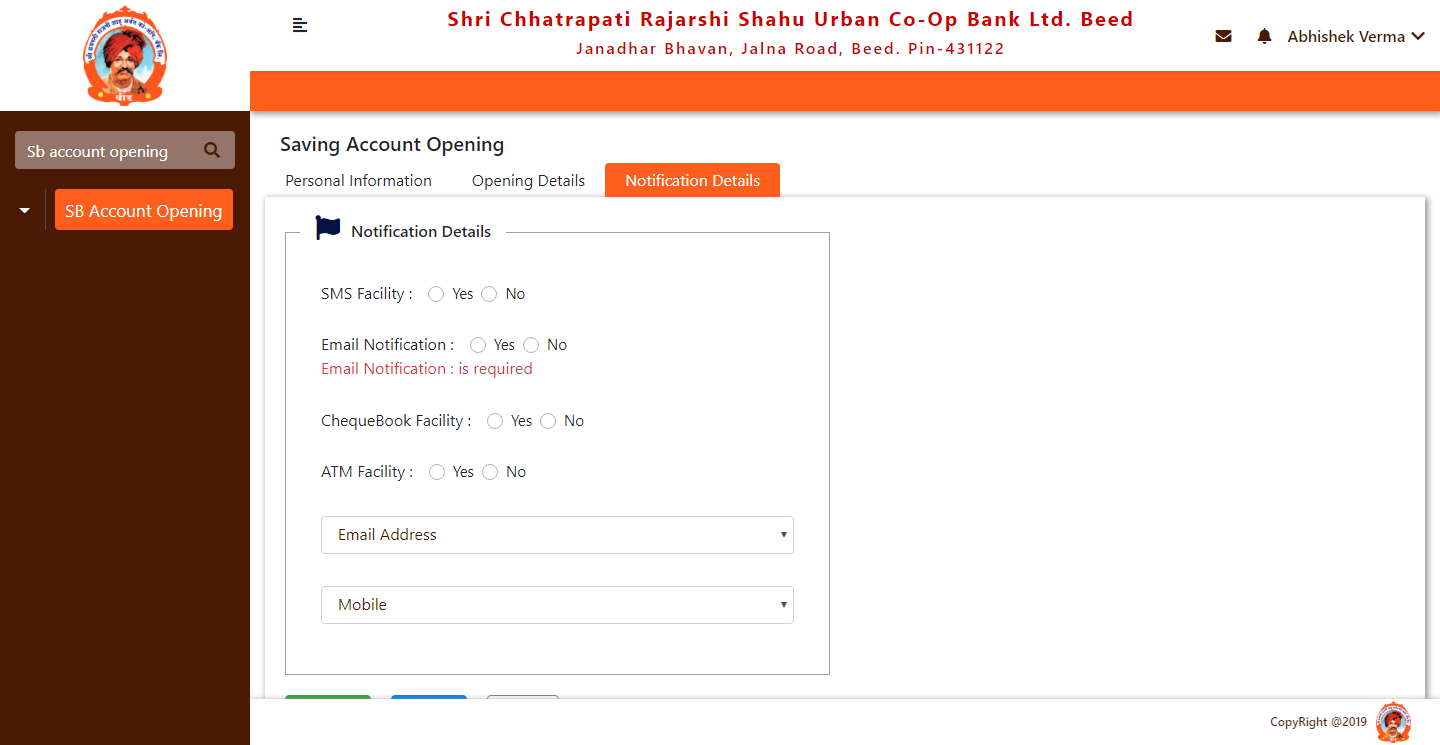 Shri Chhatrapati Rajarshi Shahu Urban Co-Op Bank Ltd. Beed
Janadhar Bhavan, Jalna Road, Beed. Pin-431122
Abhishek Verma
बीड
Sb account opening
SB Account Opening
Saving Account Opening
Personal Information
Opening Details
Notification Details
Notification Details
SMS Facility : Yes No
Email Notification : Yes No
Email Notification : is required
ChequeBook Facility : Yes No
ATM Facility : Yes No
Email Address
Mobile
CopyRight @2019